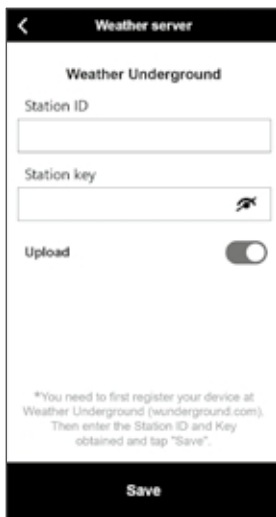 Weather server
Weather Underground
Station ID
Station key
Upload
*You need to first register your device at
Weather Underground (wunderground.com).
Then enter the Station ID and Key
obtained and tap "Save".
Save